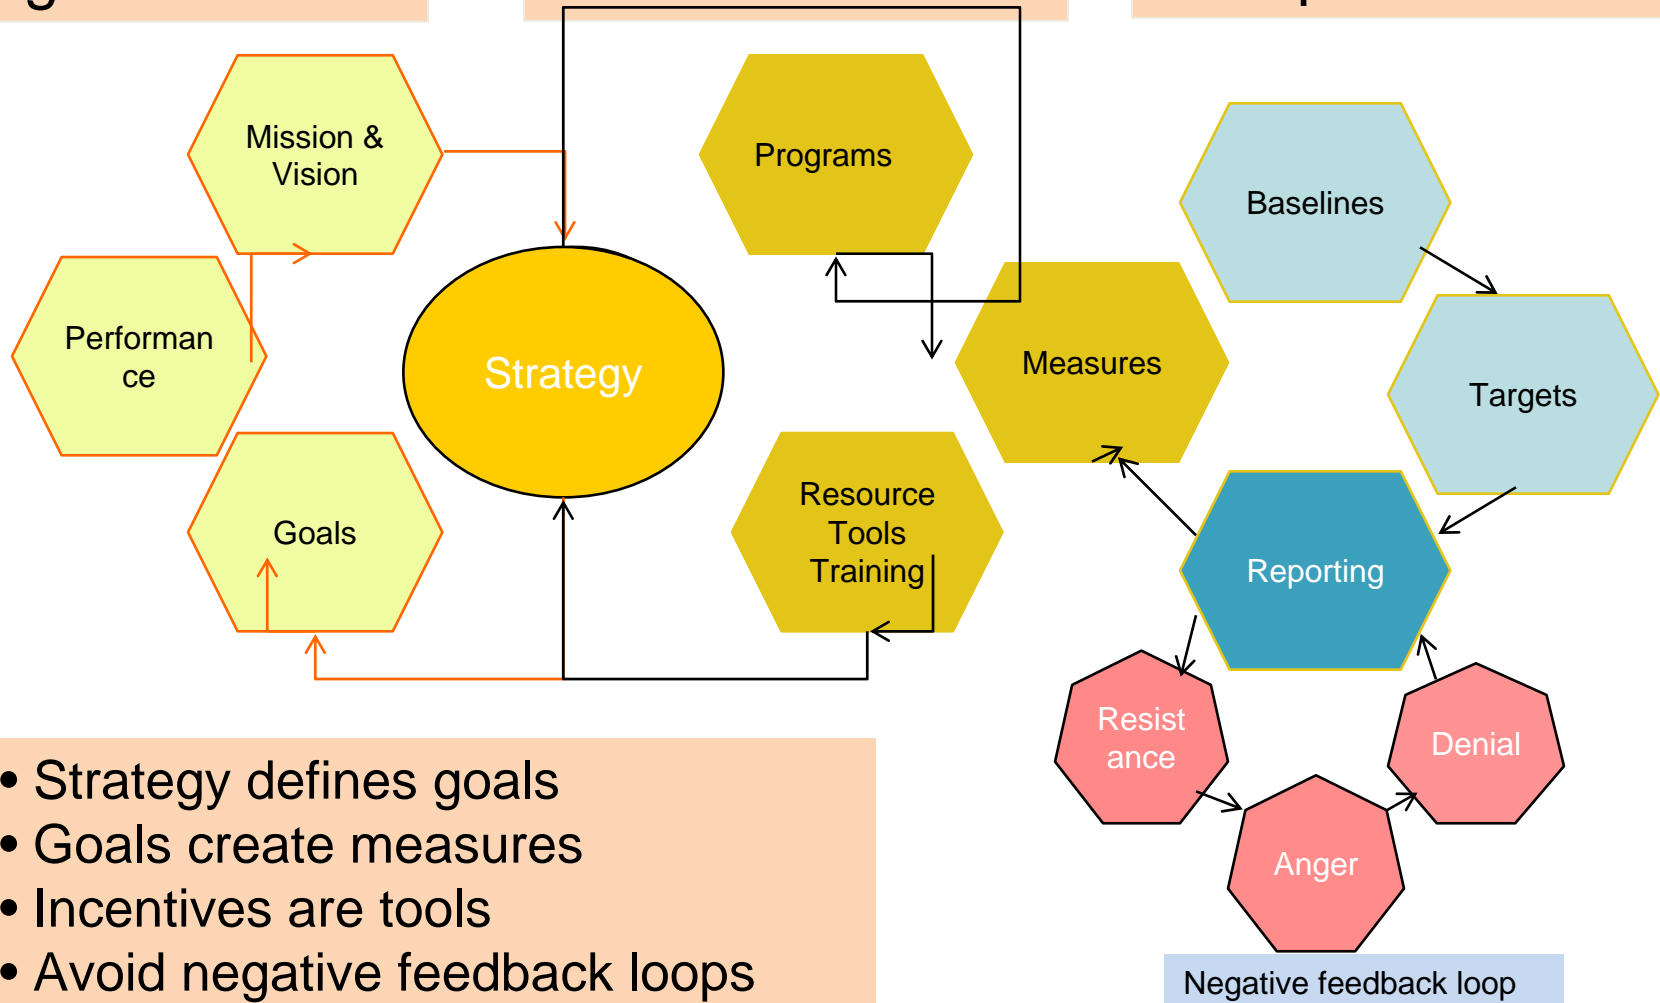 Mission &
Vision
Programs
Baselines
Performan
ce
Strategy
Measures
Targets
Goals
Resource
Tools
Training
Reporting
Resist
ance
Denial
Anger
• Strategy defines goals
• Goals create measures
• Incentives are tools
• Avoid negative feedback loops
Negative feedback loop